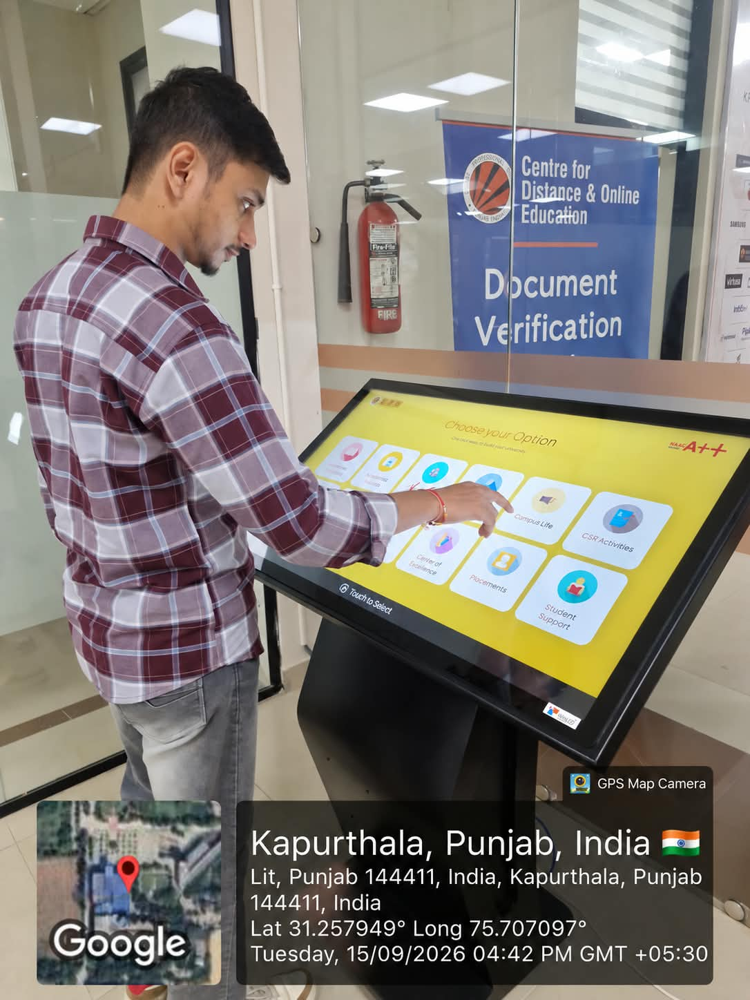 Centre for
Distance & Online
Education
Document
Verification
Fire-Fite
FIRE
SAMSUNG
virtusa
Choose your Option
NAAC
A++
Campus Life
CSR Activities
Center of
Excellence
Placements
Student
Support
Touch to Select
GPS Map Camera
Kapurthala, Punjab, India
Lit, Punjab 144411, India, Kapurthala, Punjab
144411, India
Lat 31.257949° Long 75.707097°
Tuesday, 15/09/2026 04:42 PM GMT +05:30
Google